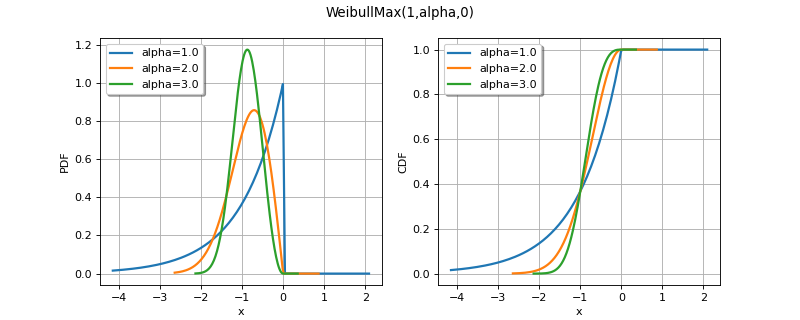 WeibullMax(1,alpha,0)
alpha=1.0
alpha=2.0
alpha=3.0
PDF
1.2
1.0
0.8
0.6
0.4
0.2
0.0
−4 −3 −2 −1 0 1 2
x
alpha=1.0
alpha=2.0
alpha=3.0
CDF
1.0
0.8
0.6
0.4
0.2
0.0
−4 −3 −2 −1 0 1 2
x